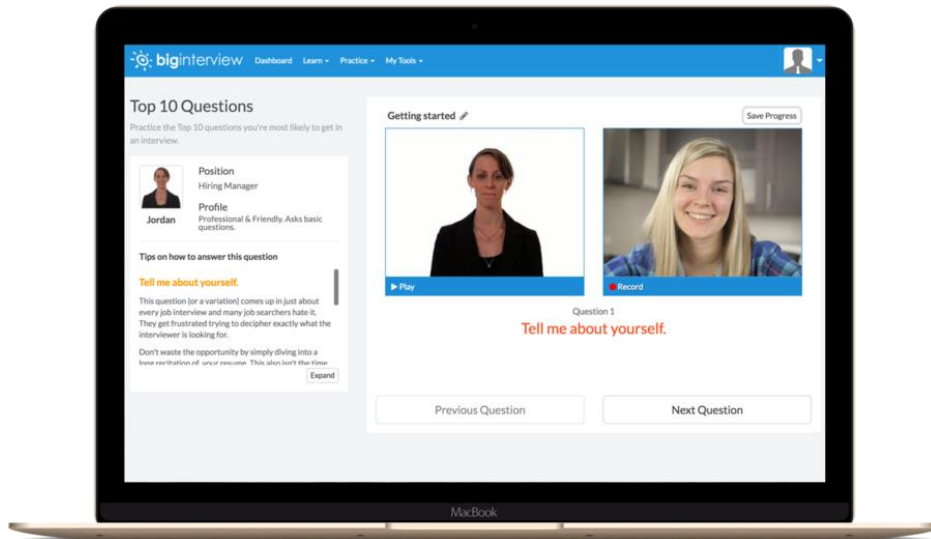 biginterview Dashboard Learn Practice My Tools
Top 10 Questions
Practice the Top 10 questions you're most likely to get in
an interview.
Position
Hiring Manager
Profile
Jordan
Professional & Friendly. Asks basic
questions.
Tips on how to answer this question
Tell me about yourself.
This question (or a variation) comes up in just about
every job interview and many job searchers hate it.
They get frustrated trying to decipher exactly what the
interviewer is looking for.
Don't waste the opportunity by simply diving into a
long recitation of your resume. This also isn't the time
Expand
Getting started
Save Progress
Play
Record
Question 1
Tell me about yourself.
Previous Question
Next Question
MacBook